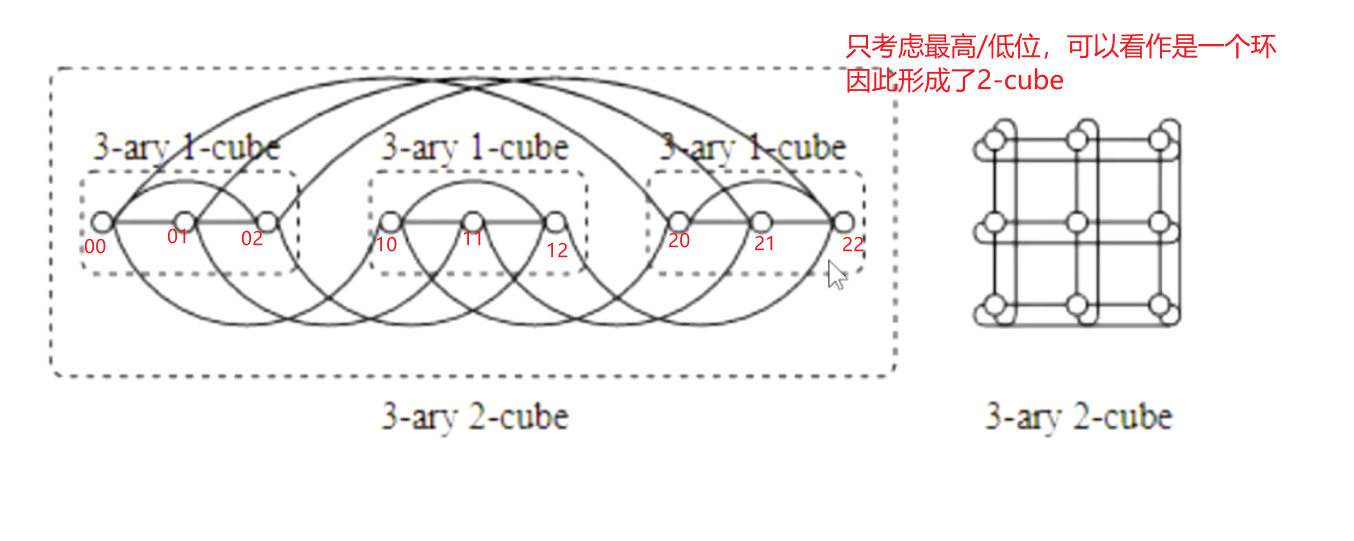 只考虑最高/低位，可以看作是一个环
因此形成了2-cube
3-ary 1-cube 3-ary 1-cube 3-ary 1-cube
00 01 02 10 11 12 20 21 22
3-ary 2-cube 3-ary 2-cube